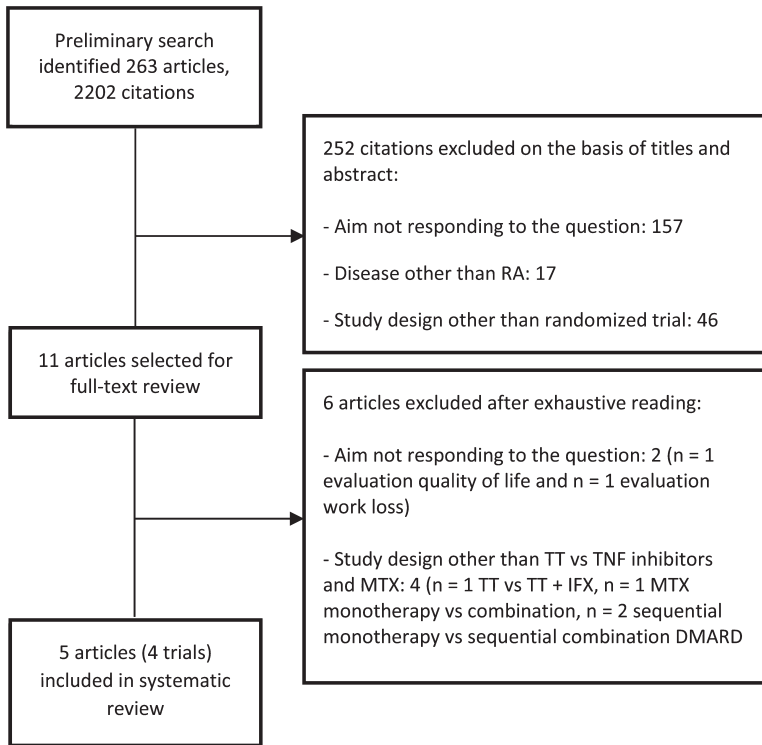 Preliminary search
identified 263 articles,
2202 citations
252 citations excluded on the basis of titles and
abstract:
- Aim not responding to the question: 157
- Disease other than RA: 17
- Study design other than randomized trial: 46
11 articles selected for
full-text review
6 articles excluded after exhaustive reading:
- Aim not responding to the question: 2 (n = 1
evaluation quality of life and n = 1 evaluation
work loss)
- Study design other than TT vs TNF inhibitors
and MTX: 4 (n = 1 TT vs TT + IFX, n = 1 MTX
monotherapy vs combination, n = 2 sequential
monotherapy vs sequential combination DMARD
5 articles (4 trials)
included in systematic
review